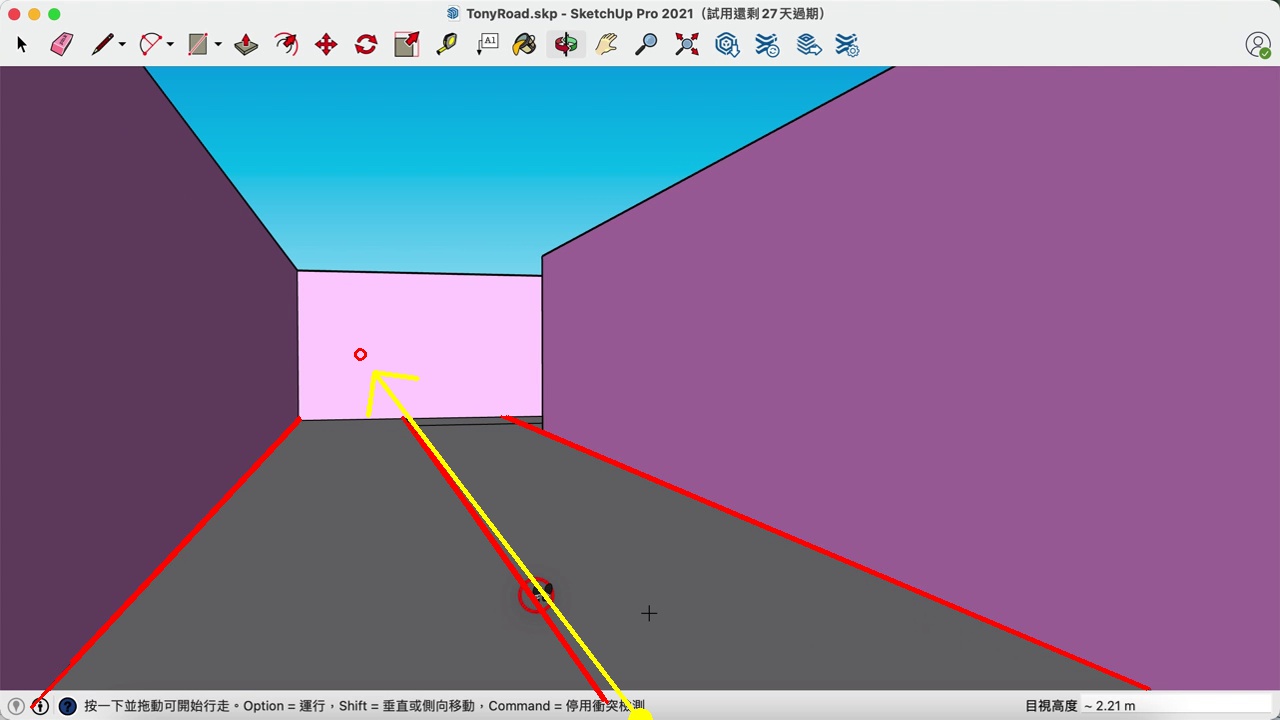 TonyRoad.skp - SketchUp Pro 2021（試用還剩 27 天過期）
A1
按一下並拖動可開始行走。Option = 運行，Shift = 垂直或側向移動，Command = 停用衝突檢測
目視高度 ~ 2.21 m